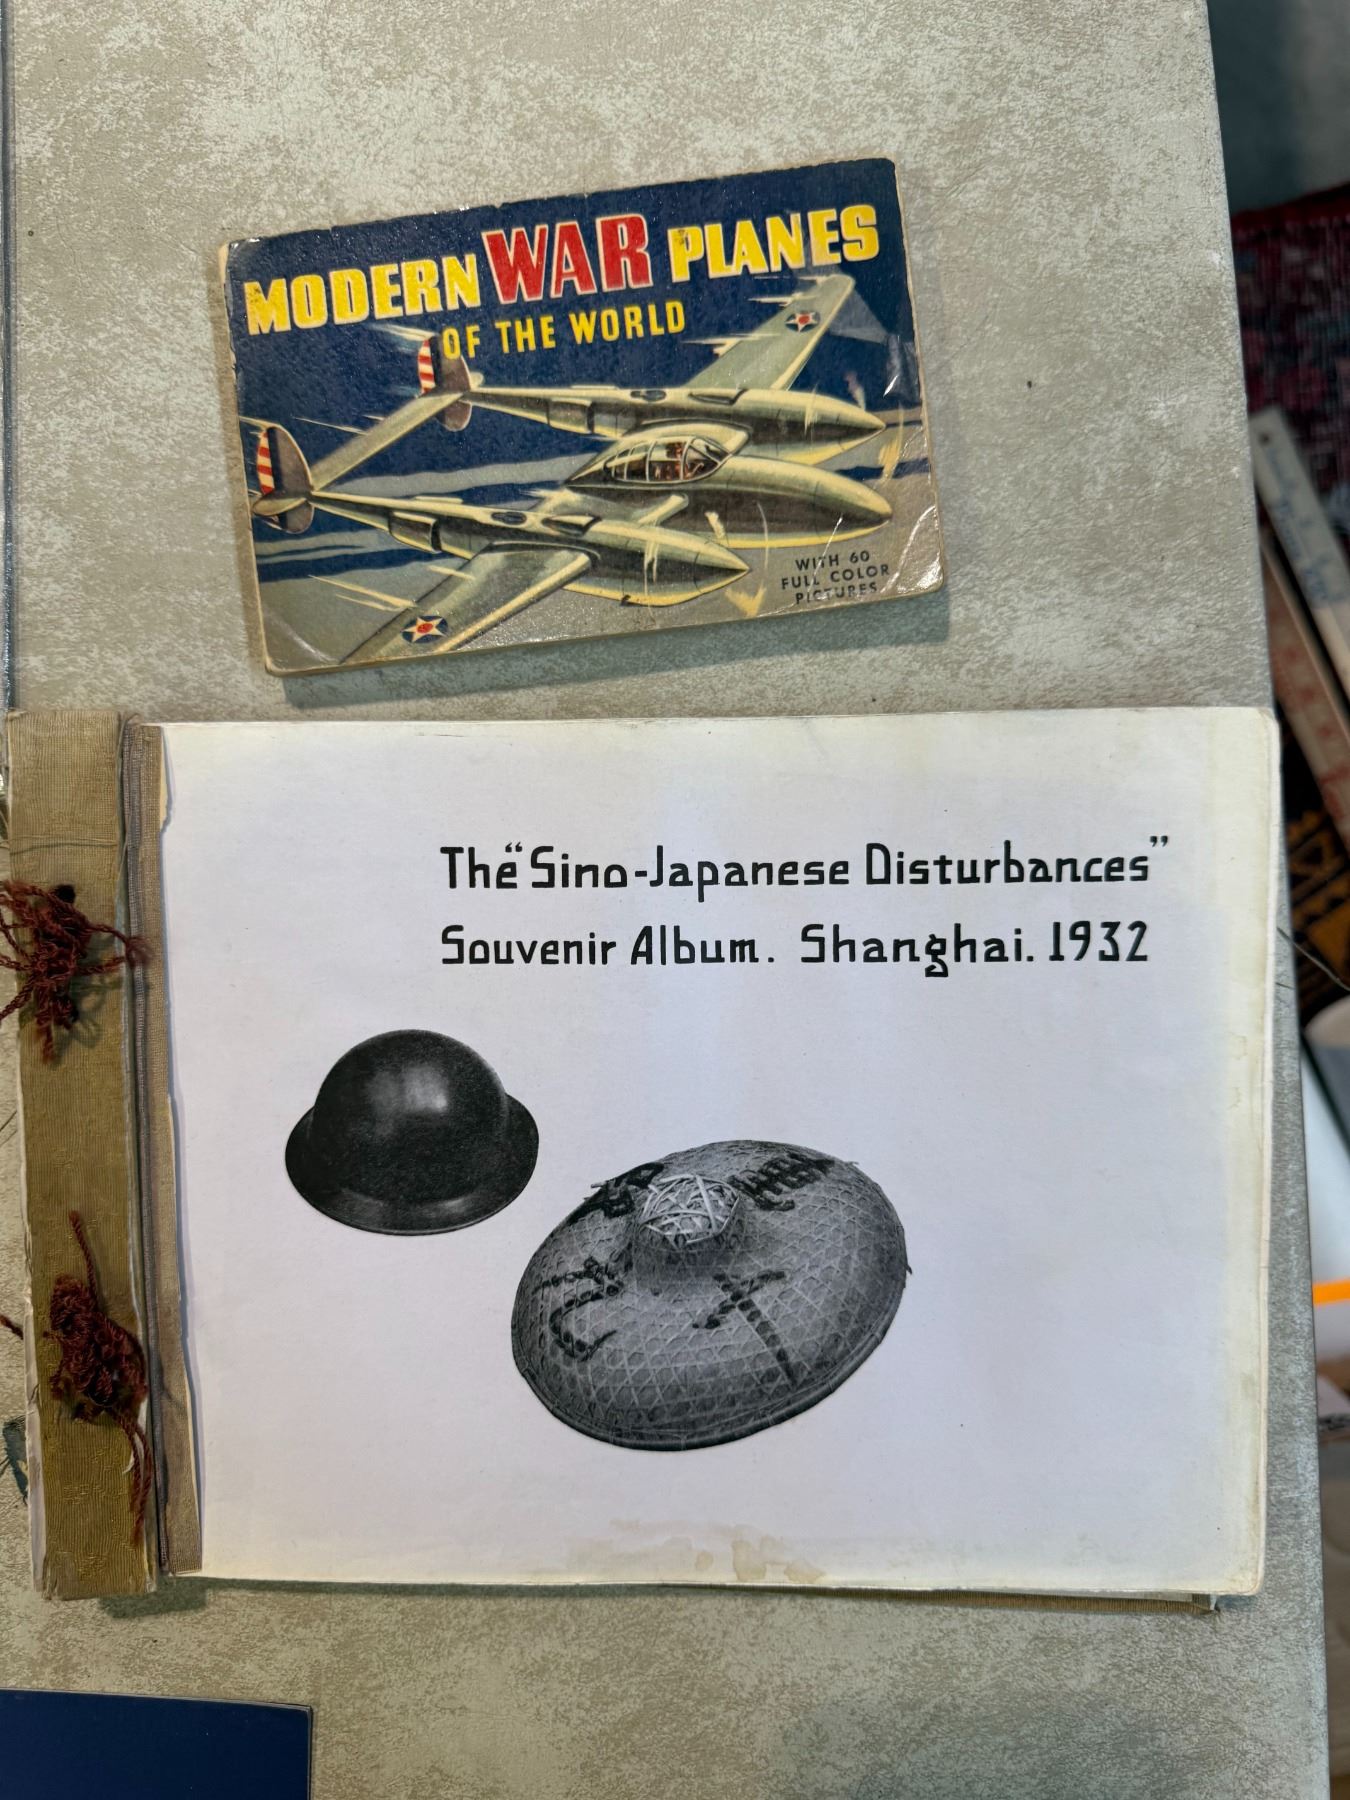 MODERN WAR PLANES
OF THE WORLD
WITH 60
FULL COLOR
PICTURES
The "Sino-Japanese Disturbances"
Souvenir Album. Shanghai. 1932